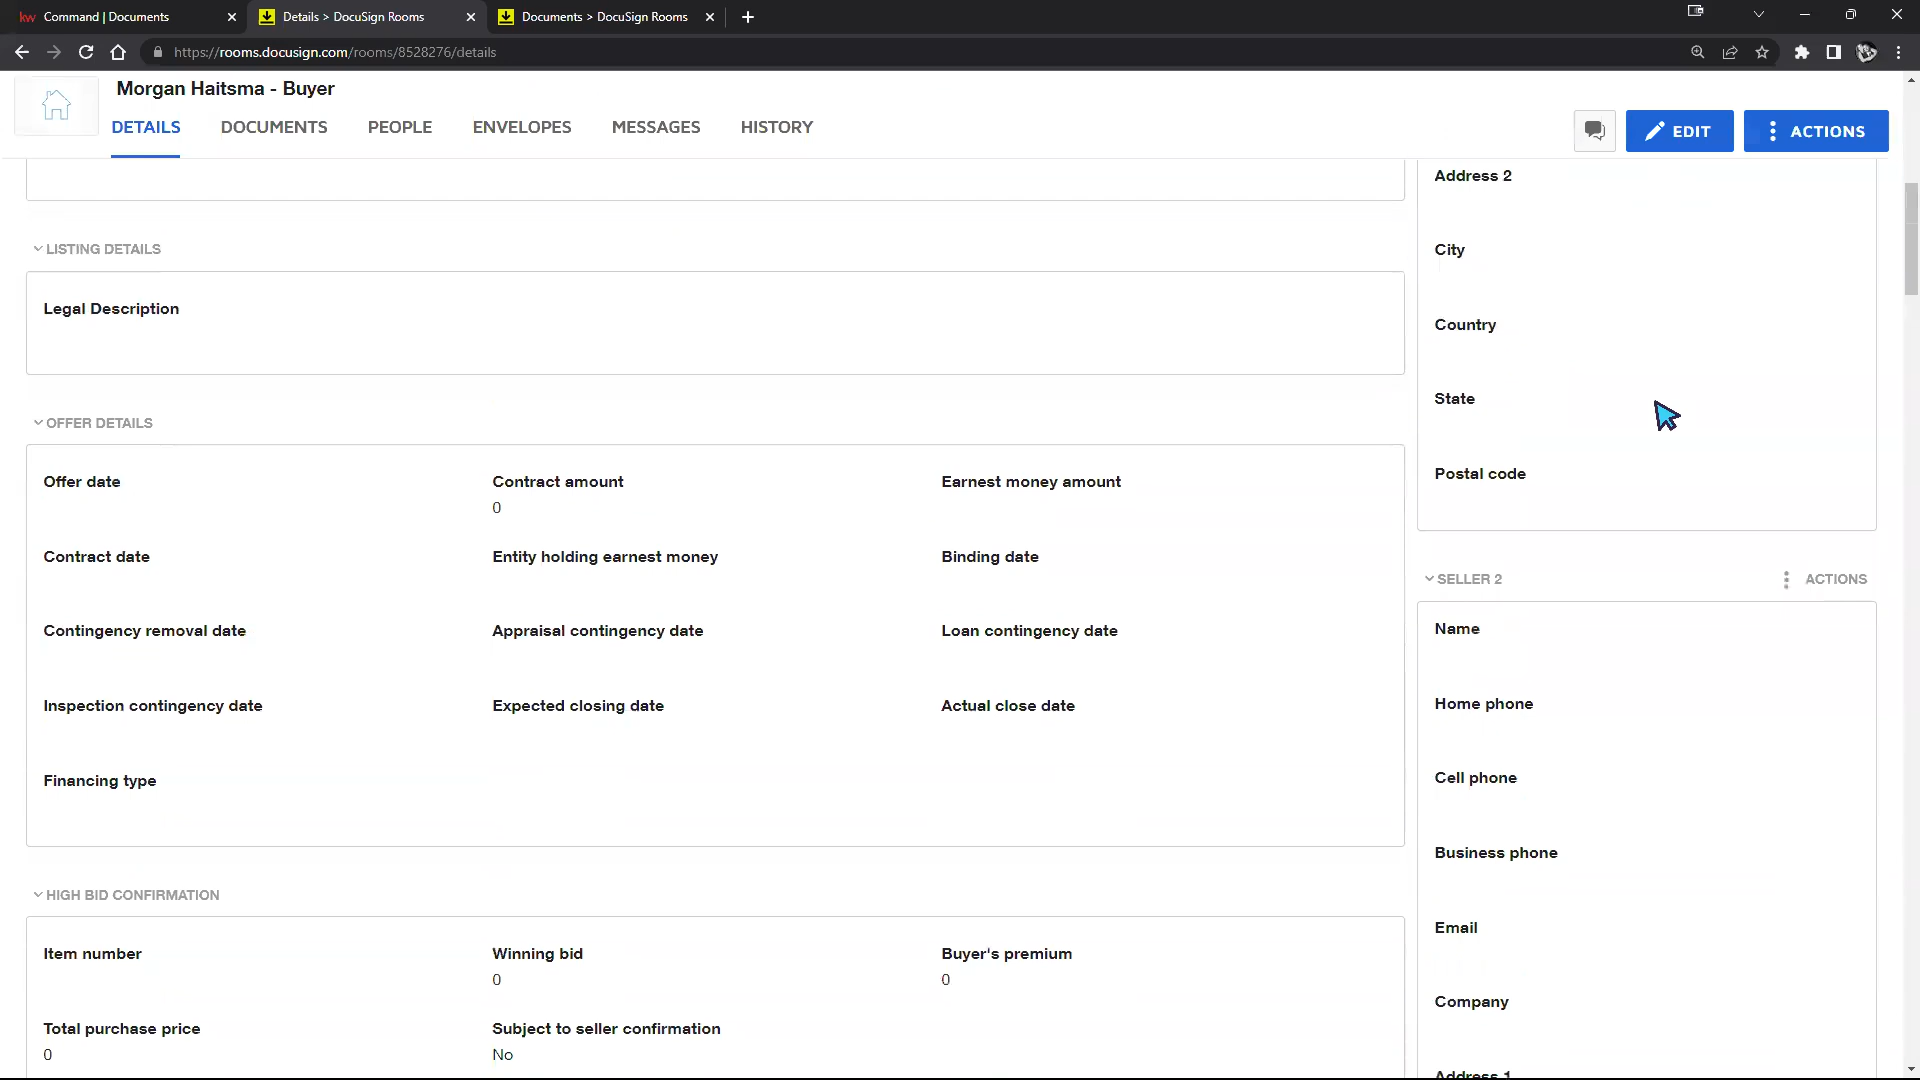 kw Command | Documents
Details > DocuSign Rooms
Documents > DocuSign Rooms
https://rooms.docusign.com/rooms/8528276/details
Morgan Haitsma - Buyer
DETAILS DOCUMENTS PEOPLE ENVELOPES MESSAGES HISTORY
EDIT
ACTIONS
LISTING DETAILS
Legal Description
OFFER DETAILS
Offer date Contract amount Earnest money amount
0
Contract date Entity holding earnest money Binding date
Contingency removal date Appraisal contingency date Loan contingency date
Inspection contingency date Expected closing date Actual close date
Financing type
HIGH BID CONFIRMATION
Item number Winning bid Buyer's premium
0 0
Total purchase price Subject to seller confirmation
0 No
Address 2
City
Country
State
Postal code
SELLER 2 ACTIONS
Name
Home phone
Cell phone
Business phone
Email
Company
Address 1